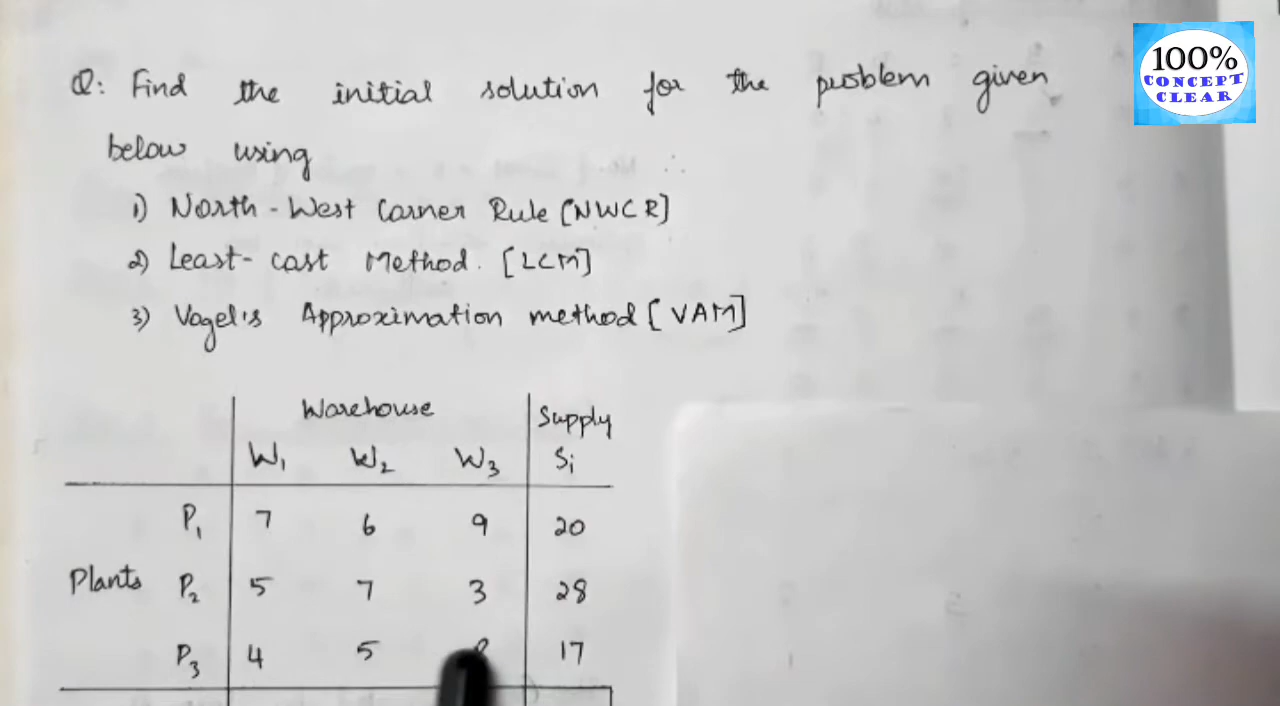 Q: Find the initial solution for the problem given
below using
1) North-West Corner Rule [NWCR]
2) Least-cast Method. [LCM]
3) Vogel's Approximation method [VAM]
100%
CONCEPT
CLEAR
Warehouse Supply
W1 W2 W3 Si
P1 7 6 9 20
Plants P2 5 7 3 28
P3 4 5 17